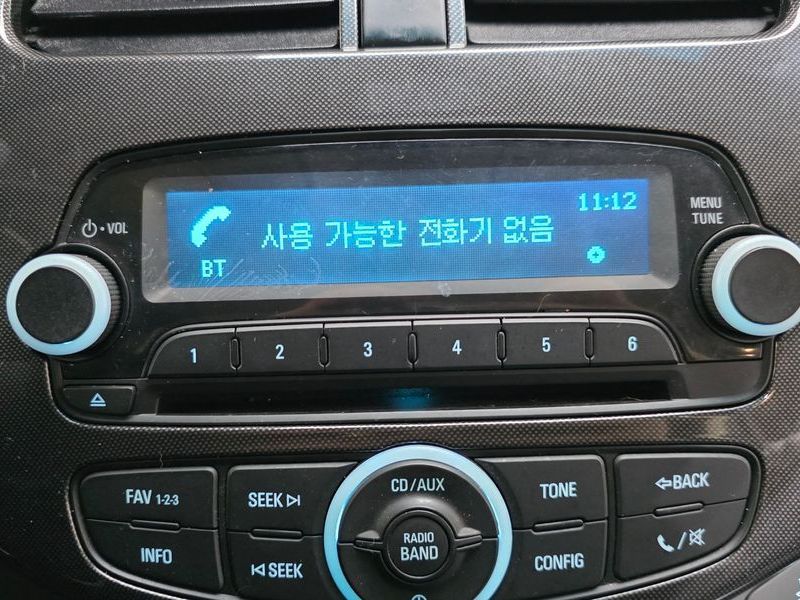 11:12
사용 가능한 전화기 없음
BT
VOL
MENU
TUNE
1 2 3 4 5 6
FAV 1-2-3
SEEK
CD/AUX
TONE
BACK
INFO
SEEK
RADIO
BAND
CONFIG
/